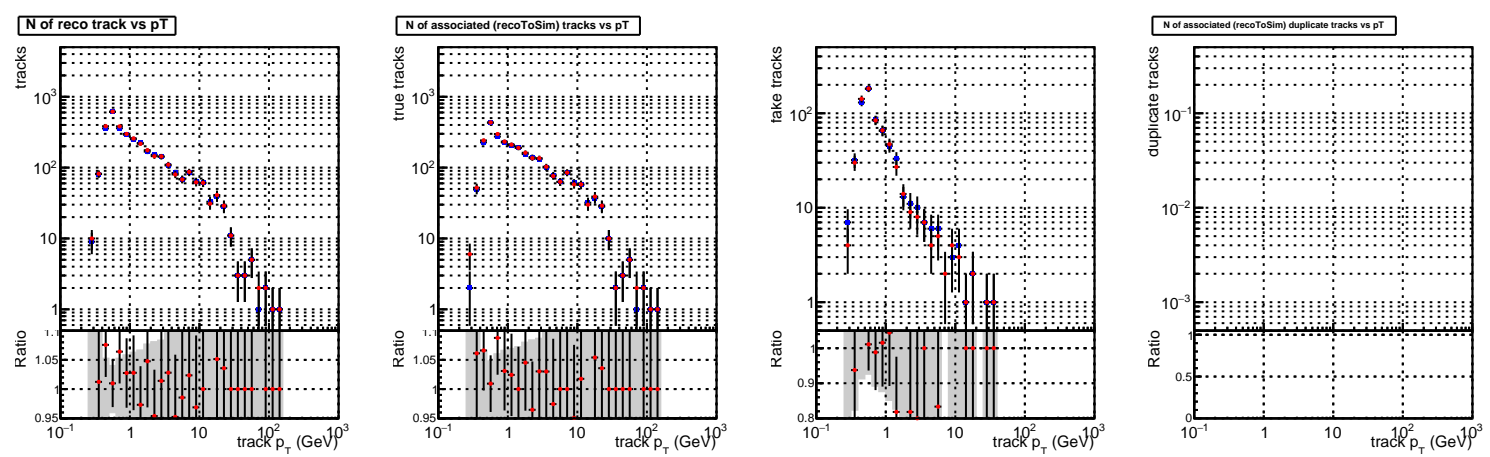 N of reco track vs pT
tracks
10³
10²
10
1
Ratio
1.1
1.05
1
0.95
10⁻¹ 1 10 10² 10³
track p_T (GeV)
N of associated (recoToSim) tracks vs pT
true tracks
10³
10²
10
1
Ratio
1.1
1.05
1
0.95
10⁻¹ 1 10 10² 10³
track p_T (GeV)
fake tracks
10²
10
1
Ratio
1
0.9
0.8
10⁻¹ 1 10 10² 10³
track p_T (GeV)
N of associated (recoToSim) duplicate tracks vs pT
duplicate tracks
10⁻¹
10⁻²
10⁻³
Ratio
1
0.5
0
10⁻¹ 1 10 10² 10³
track p_T (GeV)